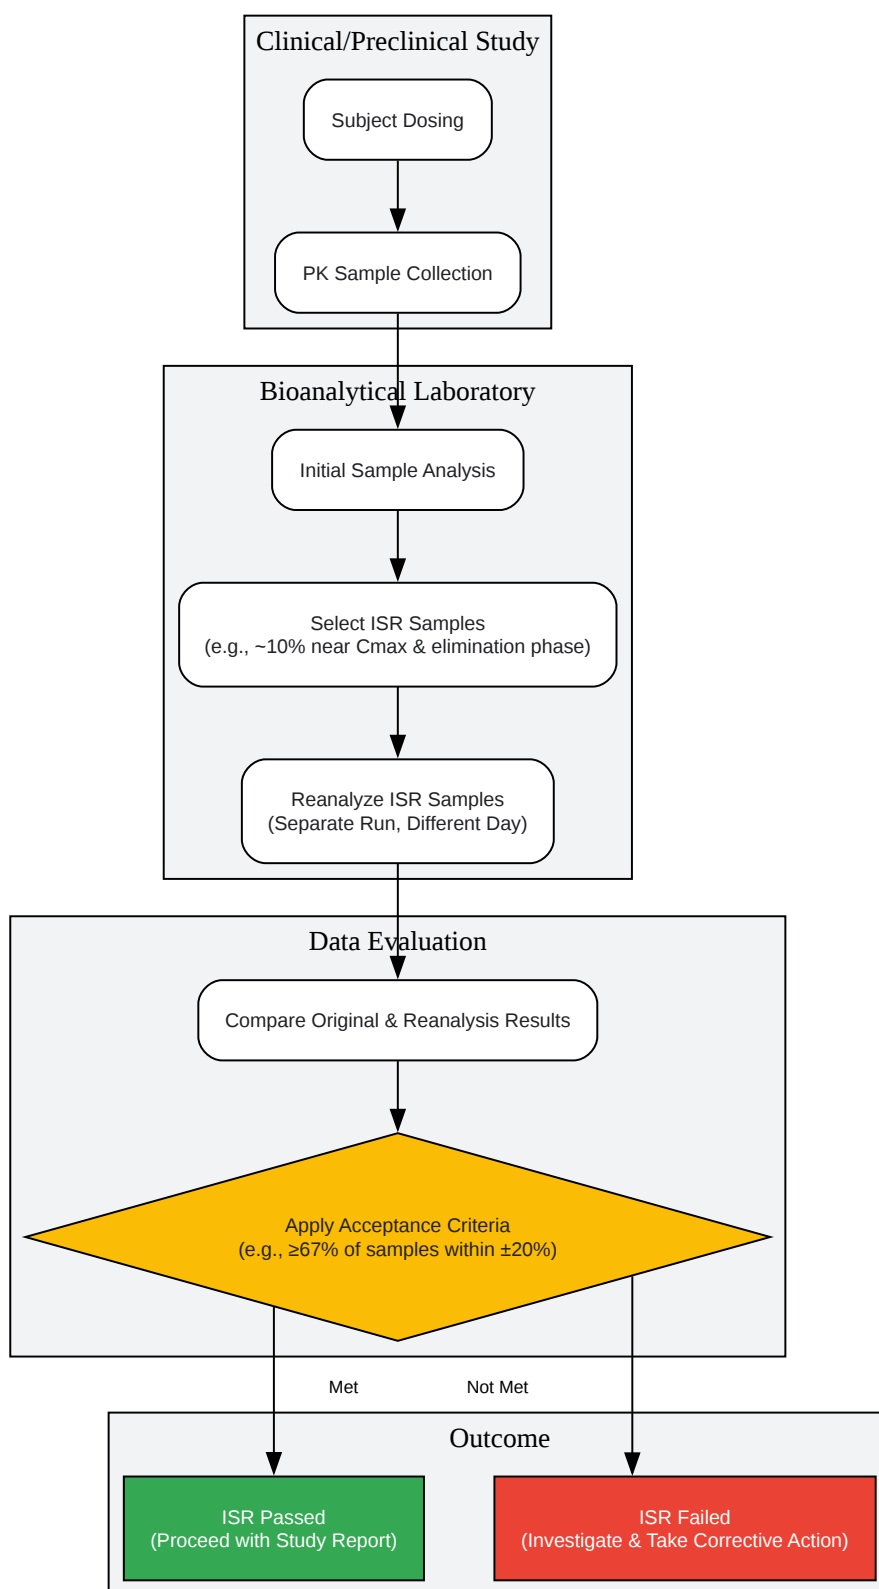 Clinical/Preclinical Study
Subject Dosing
PK Sample Collection
Bioanalytical Laboratory
Initial Sample Analysis
Select ISR Samples
(e.g., ~10% near Cmax & elimination phase)
Reanalyze ISR Samples
(Separate Run, Different Day)
Data Evaluation
Compare Original & Reanalysis Results
Apply Acceptance Criteria
(e.g., ≥67% of samples within ±20%)
Met
Not Met
Outcome
ISR Passed
(Proceed with Study Report)
ISR Failed
(Investigate & Take Corrective Action)